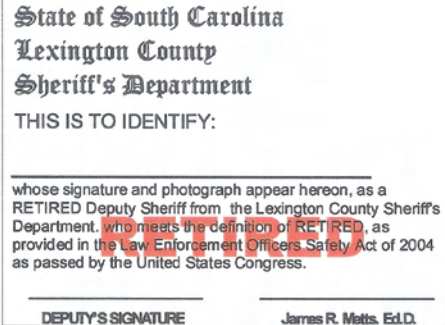 State of South Carolina
Lexington County
Sheriff's Department
THIS IS TO IDENTIFY:
whose signature and photograph appear hereon, as a
RETIRED Deputy Sheriff from the Lexington County Sheriff's
Department. who meets the definition of RETIRED, as
provided in the Law Enforcement Officers Safety Act of 2004
as passed by the United States Congress.
RETIRED
DEPUTY'S SIGNATURE James R. Metts. Ed.D.